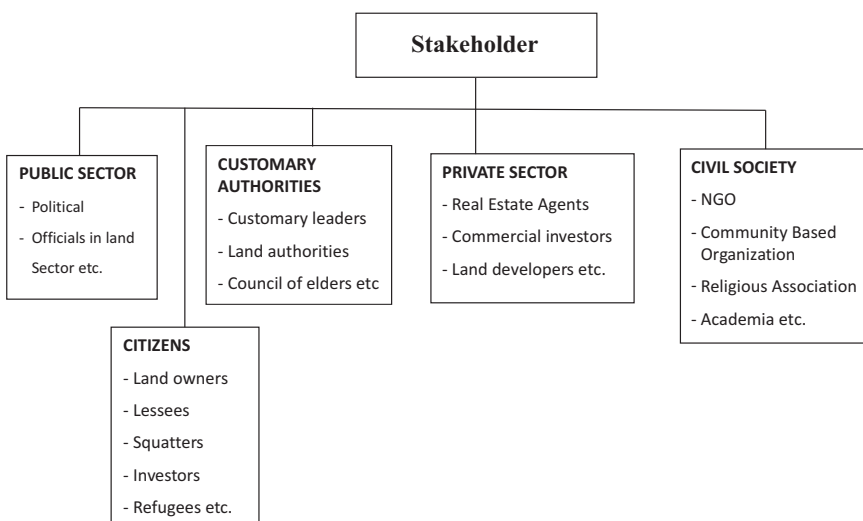 Stakeholder
PUBLIC SECTOR
- Political
- Officials in land
Sector etc.
CUSTOMARY
AUTHORITIES
- Customary leaders
- Land authorities
- Council of elders etc
PRIVATE SECTOR
- Real Estate Agents
- Commercial investors
- Land developers etc.
CIVIL SOCIETY
- NGO
- Community Based
Organization
- Religious Association
- Academia etc.
CITIZENS
- Land owners
- Lessees
- Squatters
- Investors
- Refugees etc.